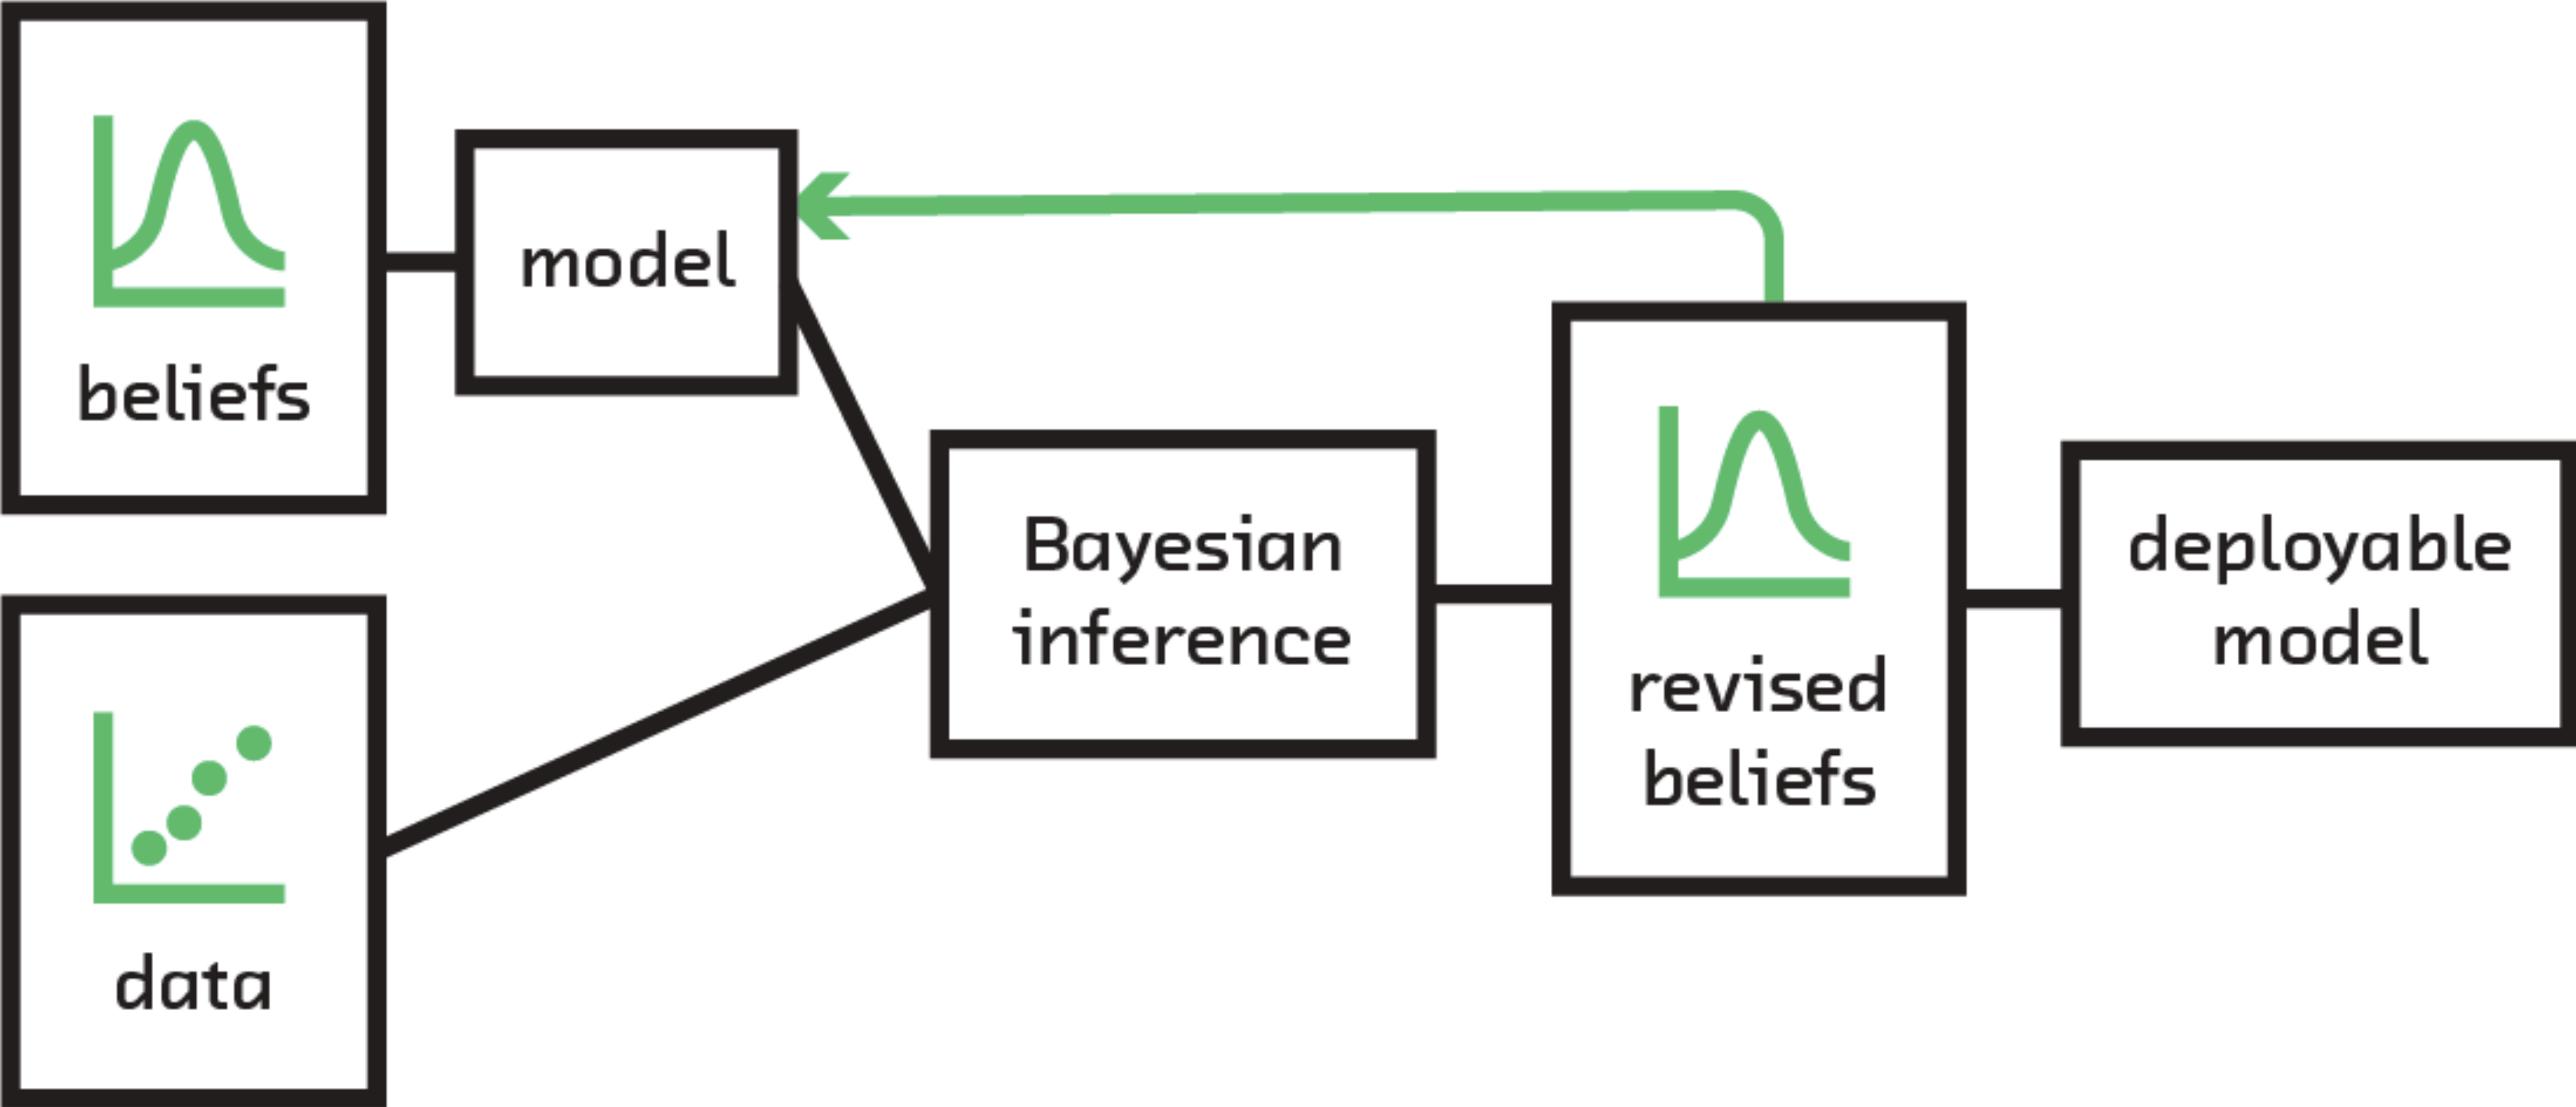 beliefs
model
data
Bayesian
inference
revised
beliefs
deployable
model